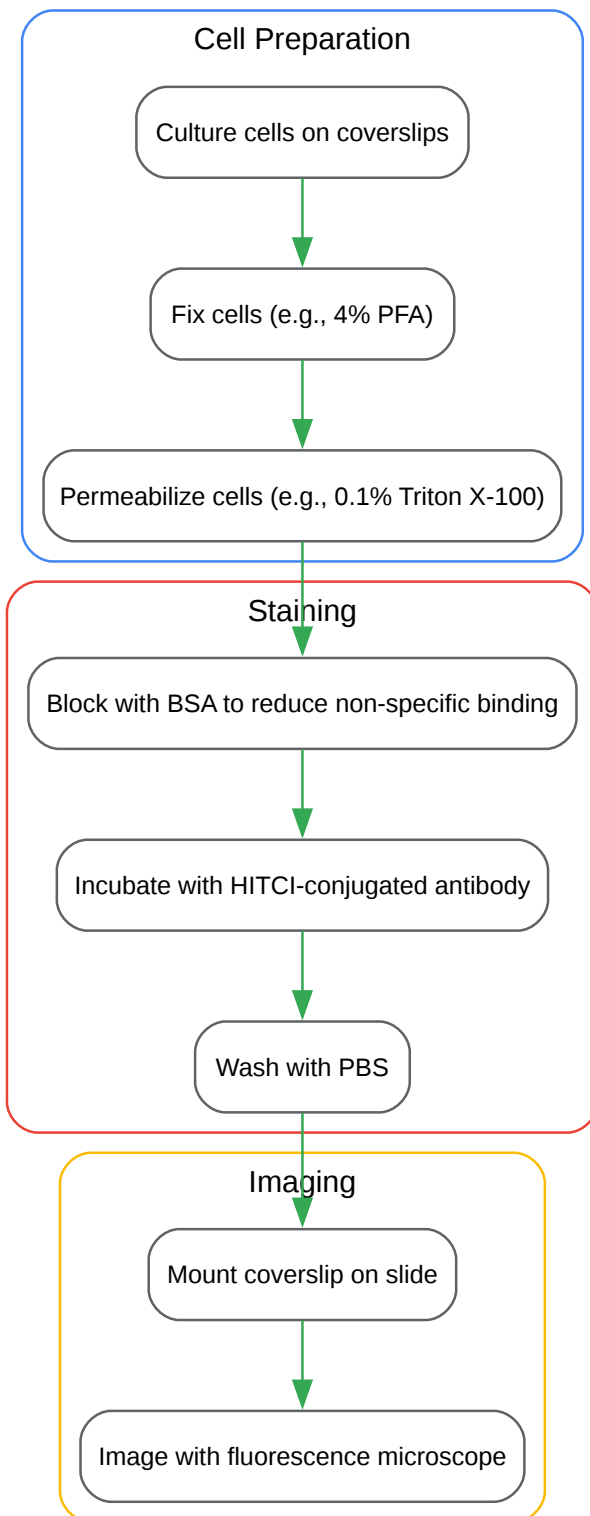 Cell Preparation
Culture cells on coverslips
Fix cells (e.g., 4% PFA)
Permeabilize cells (e.g., 0.1% Triton X-100)
Staining
Block with BSA to reduce non-specific binding
Incubate with HITCI-conjugated antibody
Wash with PBS
Imaging
Mount coverslip on slide
Image with fluorescence microscope